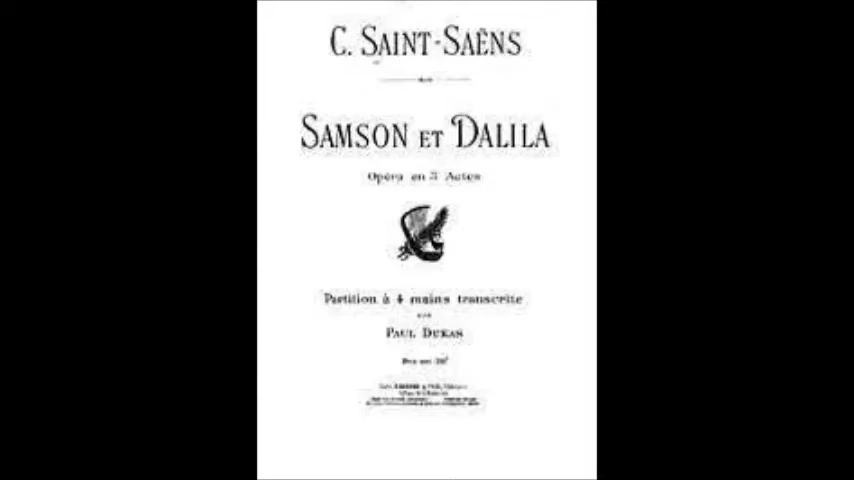 C. SAINT-SAËNS
SAMSON ET DALILA
Opéra en 3 Actes
Partition à 4 mains transcrite
PAR
PAUL DUKAS